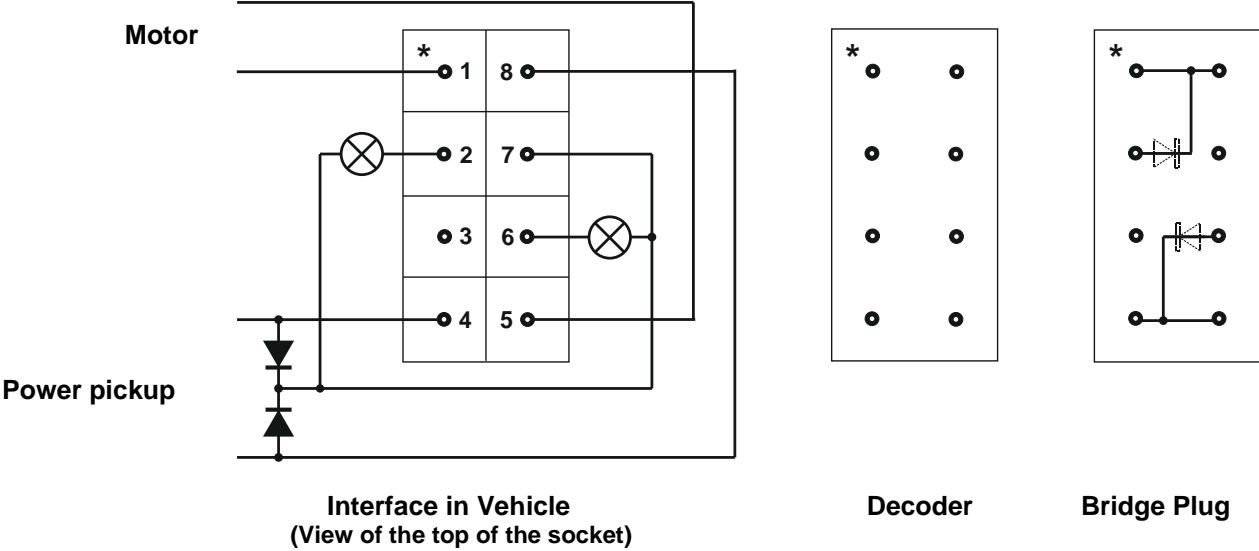 Motor
*
1
8
2
7
3
6
4
5
Power pickup
Interface in Vehicle
(View of the top of the socket)
*
Decoder
*
Bridge Plug